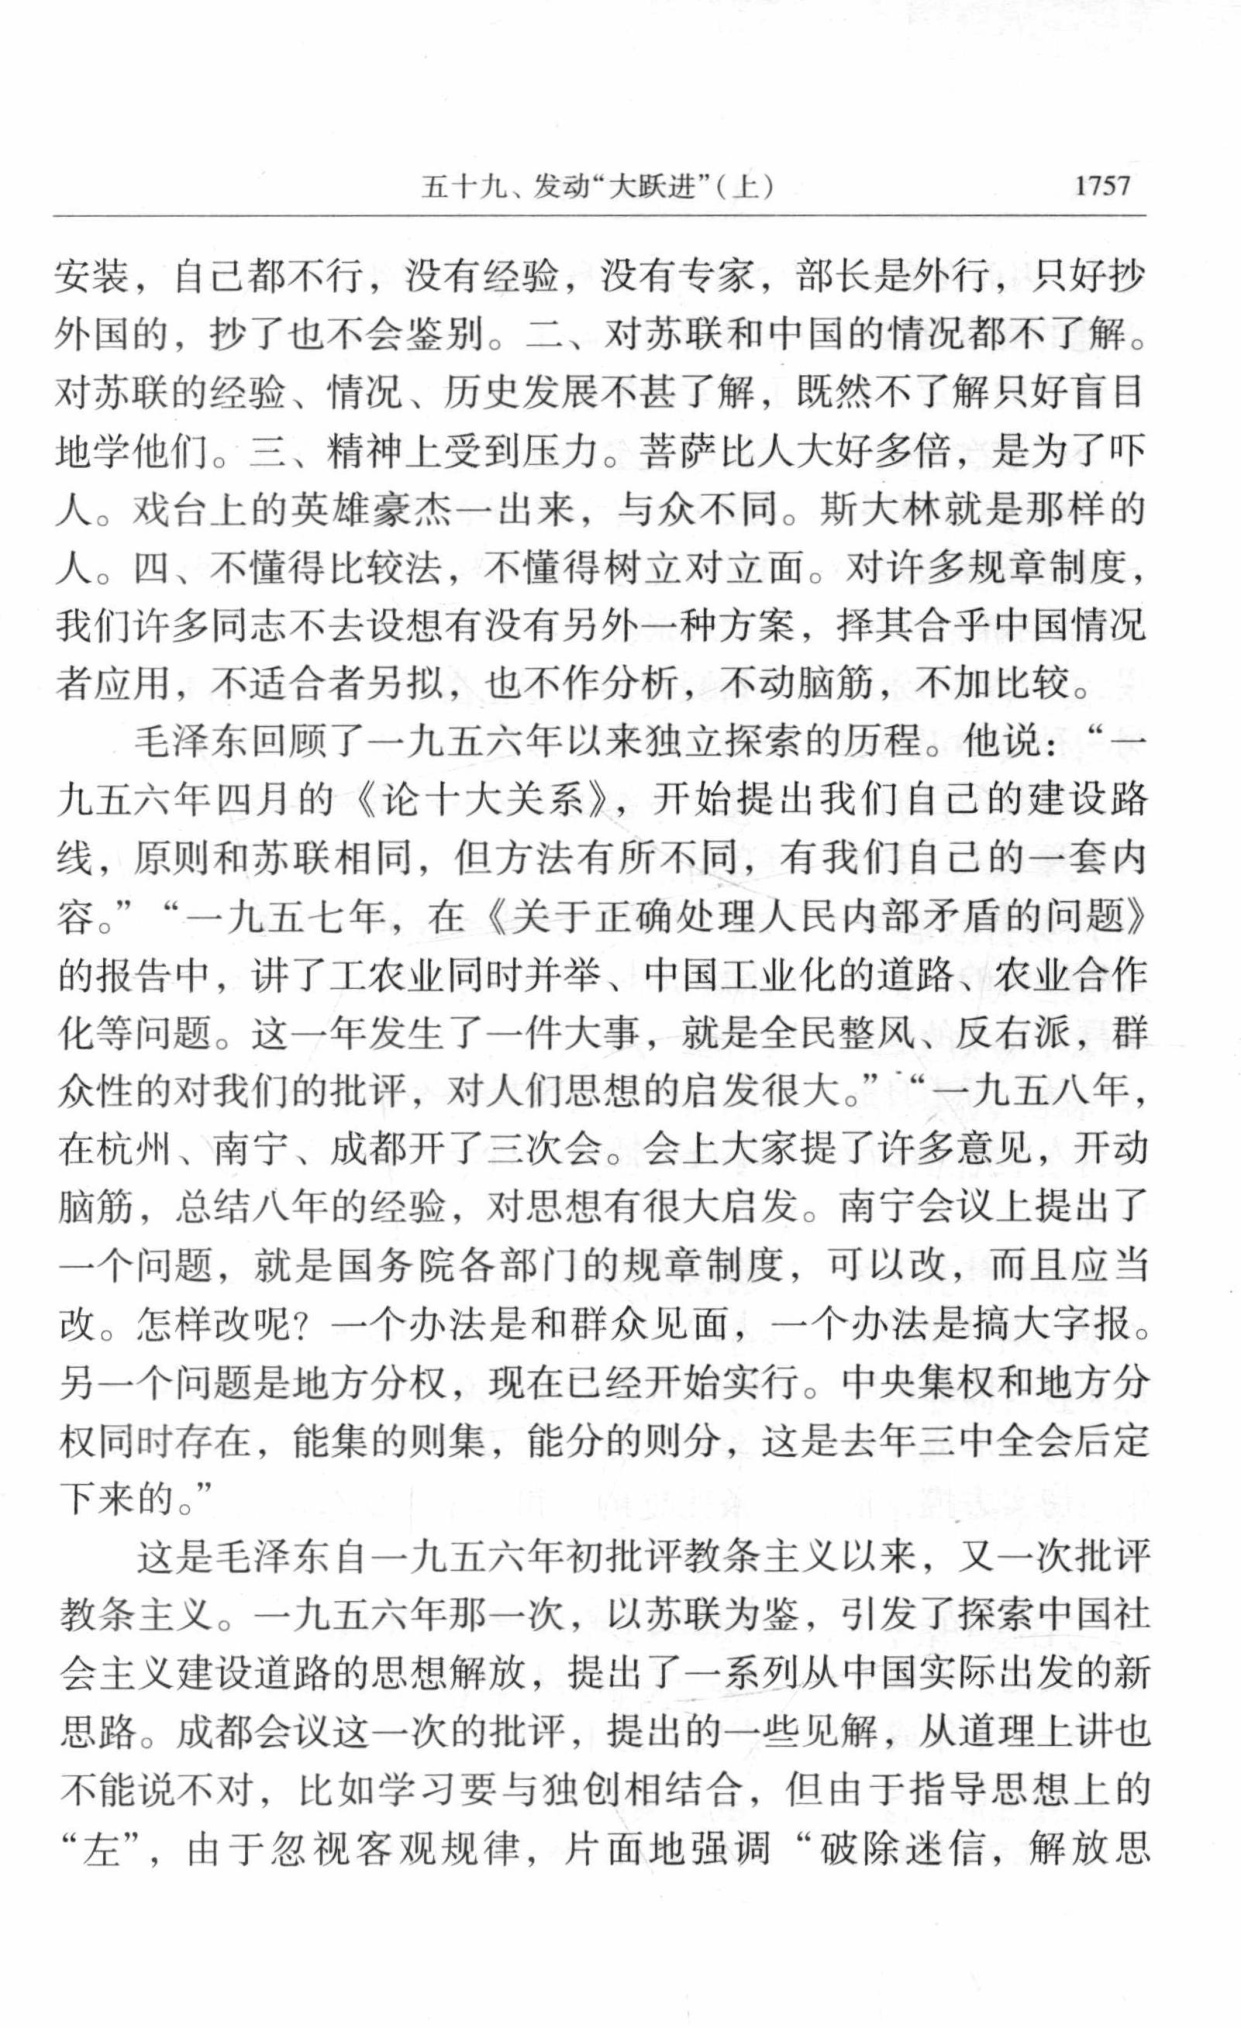 五十九、发动“大跃进”（上） 1757
安装，自己都不行，没有经验，没有专家，部长是外行，只好抄
外国的，抄了也不会鉴别。二、对苏联和中国的情况都不了解。
对苏联的经验、情况、历史发展不甚了解，既然不了解只好盲目
地学他们。三、精神上受到压力。菩萨比人大好多倍，是为了吓
人。戏台上的英雄豪杰一出来，与众不同。斯大林就是那样的
人。四、不懂得比较法，不懂得树立对立面。对许多规章制度，
我们许多同志不去设想有没有另外一种方案，择其合乎中国情况
者应用，不适合者另拟，也不作分析，不动脑筋，不加比较。
毛泽东回顾了一九五六年以来独立探索的历程。他说：“
九五六年四月的《论十大关系》，开始提出我们自己的建设路
线，原则和苏联相同，但方法有所不同，有我们自己的一套内
容。”“一九五七年，在《关于正确处理人民内部矛盾的问题》
的报告中，讲了工农业同时并举、中国工业化的道路、农业合作
化等问题。这一年发生了一件大事，就是全民整风、反右派，群
众性的对我们的批评，对人们思想的启发很大。”“一九五八年，
在杭州、南宁、成都开了三次会。会上大家提了许多意见，开动
脑筋，总结八年的经验，对思想有很大启发。南宁会议上提出了
一个问题，就是国务院各部门的规章制度，可以改，而且应当
改。怎样改呢？一个办法是和群众见面，一个办法是搞大字报。
另一个问题是地方分权，现在已经开始实行。中央集权和地方分
权同时存在，能集的则集，能分的则分，这是去年三中全会后定
下来的。”
这是毛泽东自一九五六年初批评教条主义以来，又一次批评
教条主义。一九五六年那一次，以苏联为鉴，引发了探索中国社
会主义建设道路的思想解放，提出了一系列从中国实际出发的新
思路。成都会议这一次的批评，提出的一些见解，从道理上讲也
不能说不对，比如学习要与独创相结合，但由于指导思想上的
“左”，由于忽视客观规律，片面地强调“破除迷信，解放思